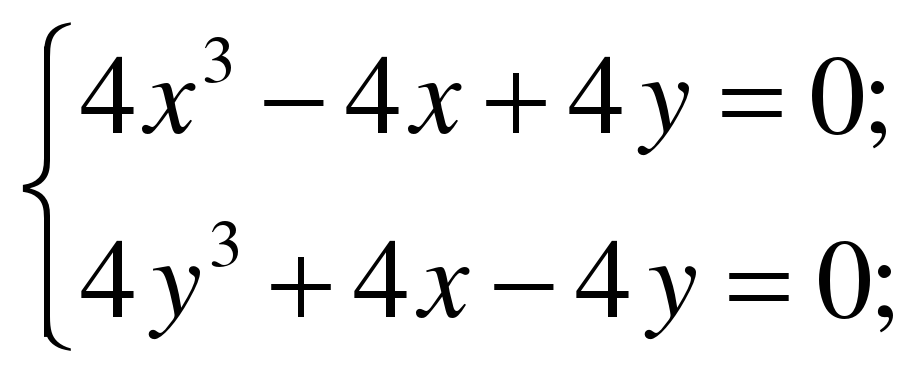 4x³ − 4x + 4y = 0;
4y³ + 4x − 4y = 0;